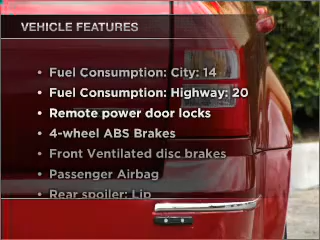 VEHICLE FEATURES
• Fuel Consumption: City: 14
• Fuel Consumption: Highway: 20
• Remote power door locks
• 4-wheel ABS Brakes
• Front Ventilated disc brakes
• Passenger Airbag
• Rear spoiler: Lip